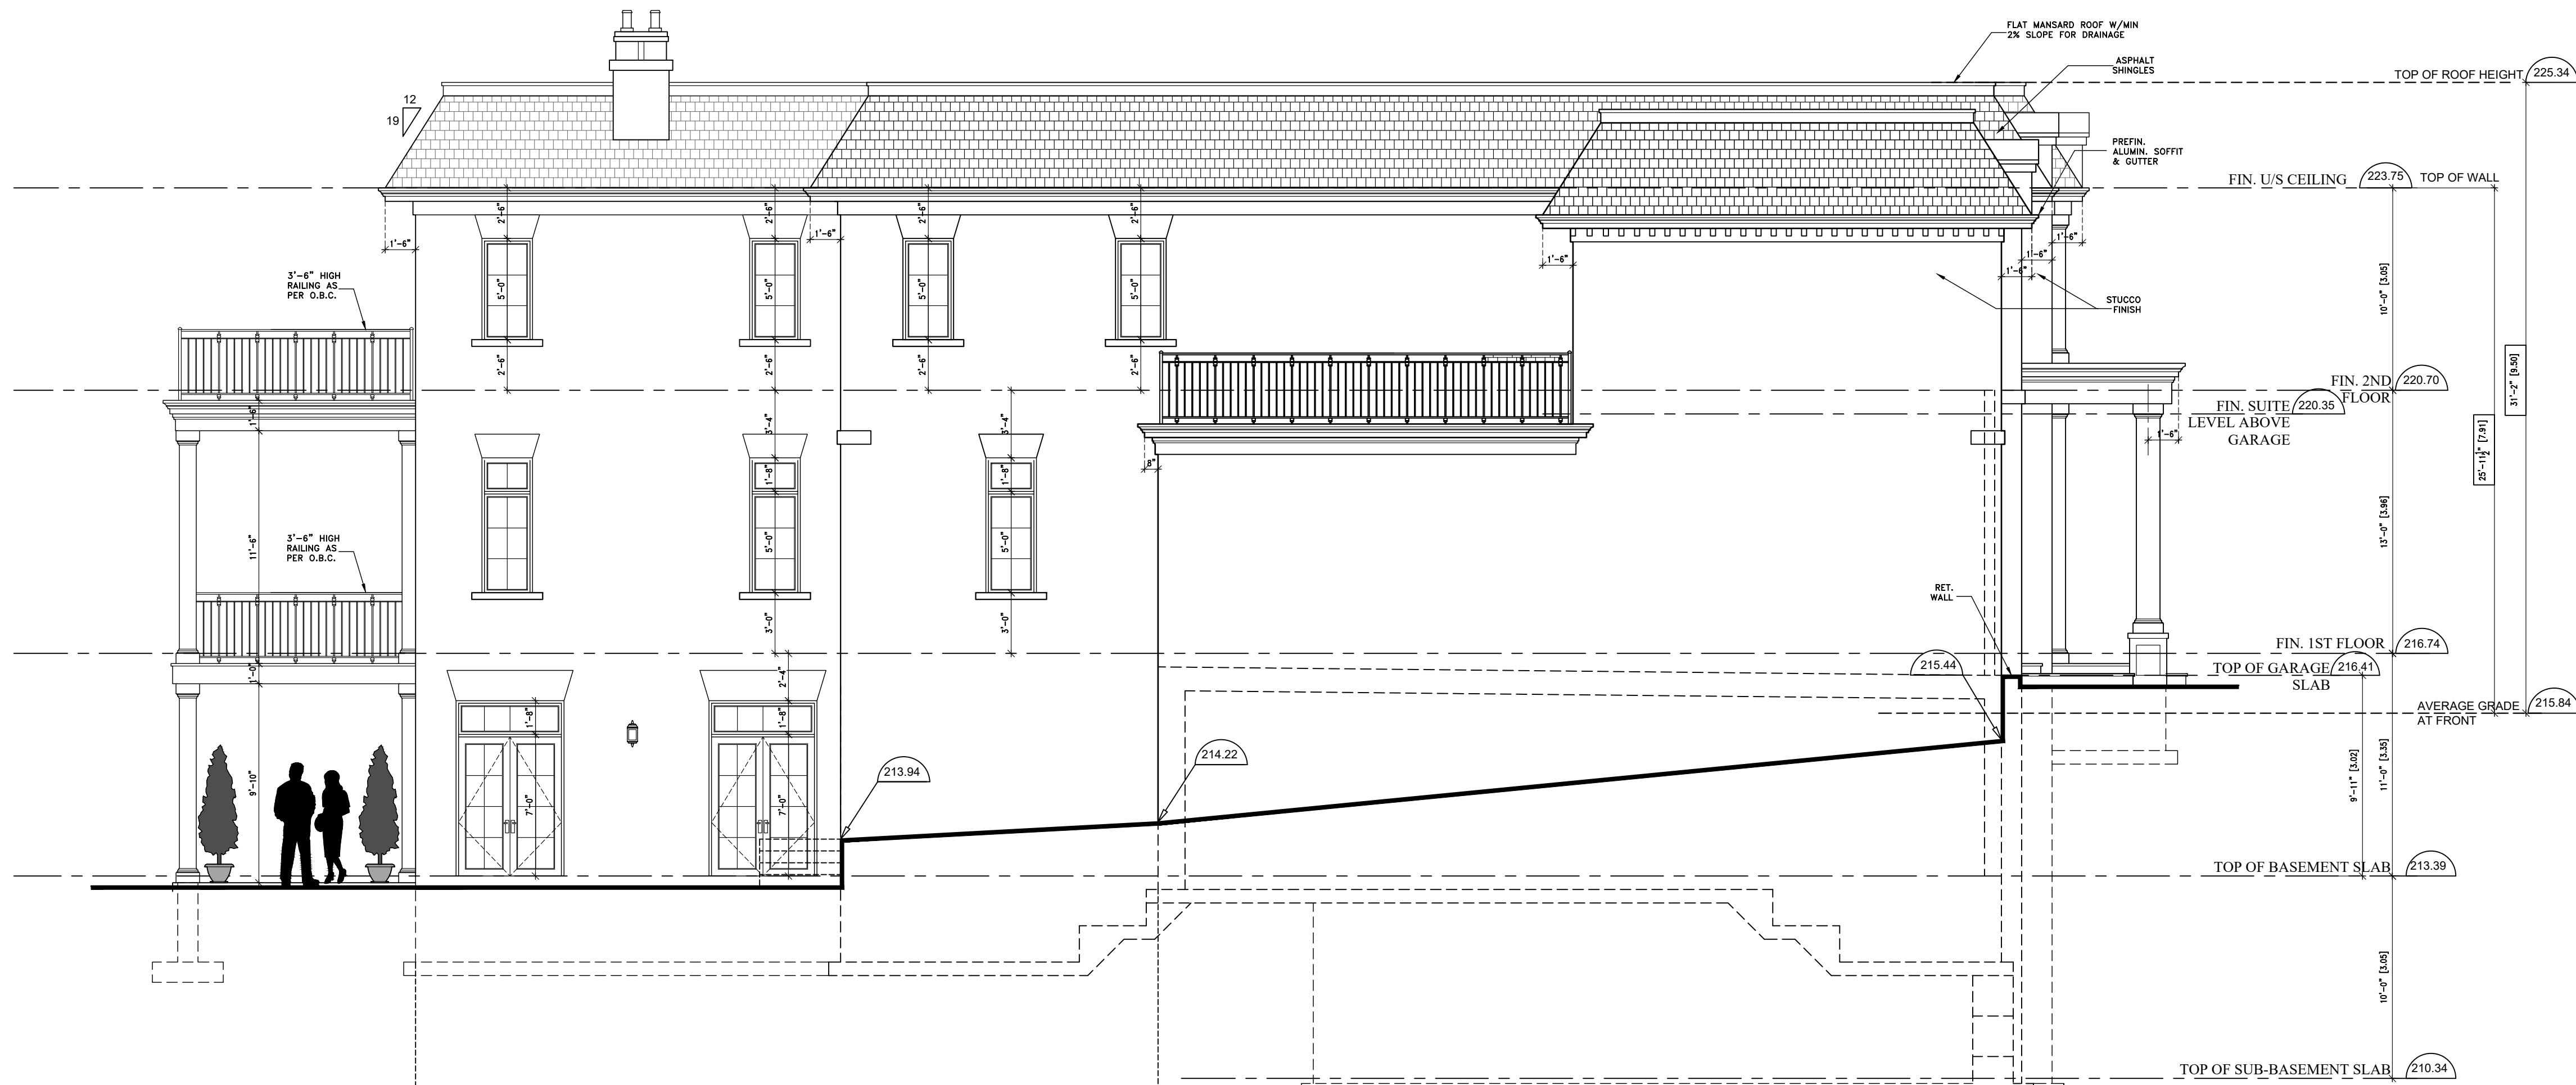 FLAT MANSARD ROOF W/MIN
2% SLOPE FOR DRAINAGE
ASPHALT
SHINGLES
TOP OF ROOF HEIGHT
225.34
12
19
PREFIN.
ALUMIN. SOFFIT
& GUTTER
FIN. U/S CEILING
223.75
TOP OF WALL
2'-6"
2'-6"
2'-6"
2'-6"
1'-6"
1'-6"
1'-6"
1'-6"
1'-6"
1'-6"
3'-6" HIGH
RAILING AS
PER O.B.C.
5'-0"
5'-0"
5'-0"
5'-0"
10'-0" [3.05]
STUCCO
FINISH
2'-6"
2'-6"
2'-6"
2'-6"
31'-2" [9.50]
FIN. 2ND
FLOOR
220.70
FIN. SUITE
LEVEL ABOVE
GARAGE
220.35
1'-6"
3'-4"
3'-4"
1'-6"
25'-11 1/2" [7.91]
8"
1'-8"
1'-8"
11'-6"
5'-0"
5'-0"
13'-0" [3.96]
3'-6" HIGH
RAILING AS
PER O.B.C.
RET.
WALL
3'-0"
3'-0"
FIN. 1ST FLOOR
216.74
215.44
TOP OF GARAGE
SLAB
216.41
1'-0"
2'-4"
1'-8"
1'-8"
AVERAGE GRADE
AT FRONT
215.84
214.22
213.94
9'-10"
7'-0"
7'-0"
9'-11" [3.02]
11'-0" [3.35]
TOP OF BASEMENT SLAB
213.39
10'-0" [3.05]
TOP OF SUB-BASEMENT SLAB
210.34